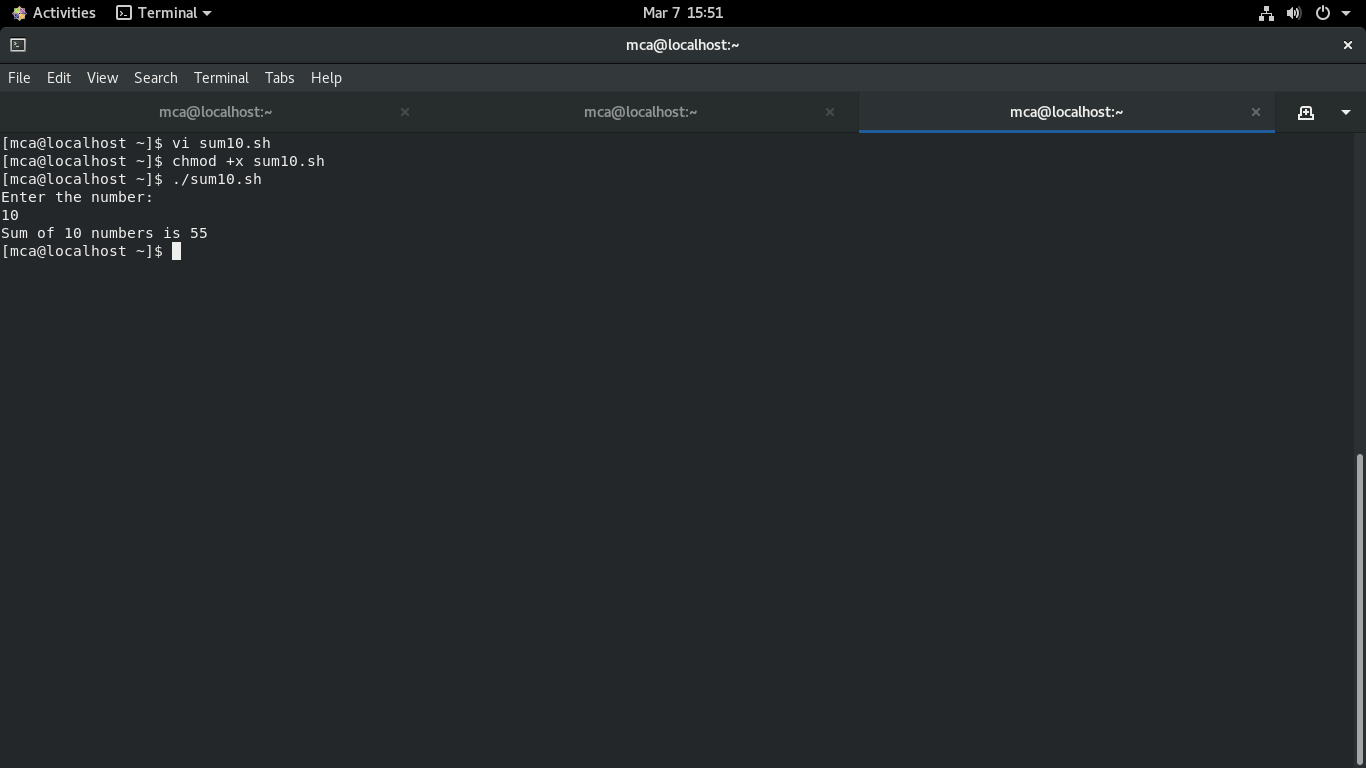 Activities Terminal Mar 7 15:51
mca@localhost:~
File Edit View Search Terminal Tabs Help
mca@localhost:~ mca@localhost:~ mca@localhost:~
[mca@localhost ~]$ vi sum10.sh
[mca@localhost ~]$ chmod +x sum10.sh
[mca@localhost ~]$ ./sum10.sh
Enter the number:
10
Sum of 10 numbers is 55
[mca@localhost ~]$